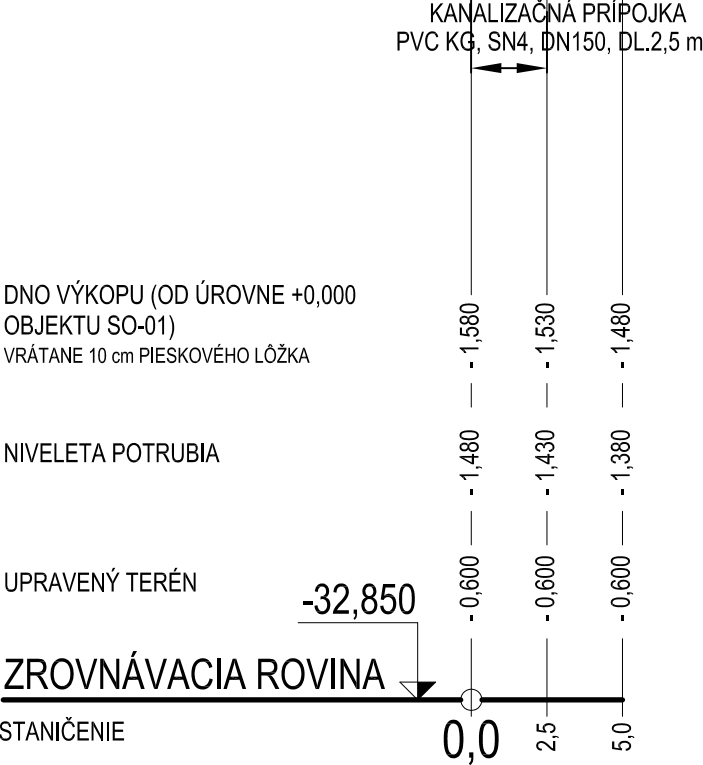 KANALIZAČNÁ PRÍPOJKA
PVC KG, SN4, DN150, DL.2,5 m
DNO VÝKOPU (OD ÚROVNE +0,000
OBJEKTU SO-01)
VRÁTANE 10 cm PIESKOVÉHO LÔŽKA
- 1,580
- 1,530
- 1,480
NIVELETA POTRUBIA
- 1,480
- 1,430
- 1,380
UPRAVENÝ TERÉN
- 0,600
- 0,600
- 0,600
-32,850
ZROVNÁVACIA ROVINA
STANIČENIE
0,0
2,5
5,0